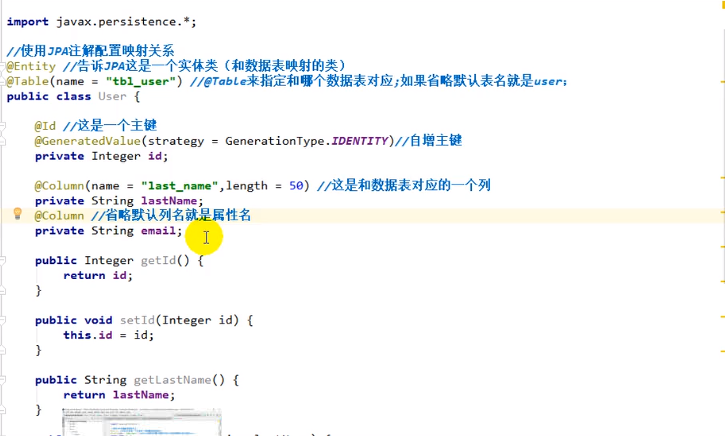 import javax.persistence.*;
//使用JPA注解配置映射关系
@Entity //告诉JPA这是一个实体类（和数据表映射的类）
@Table(name = "tbl_user") //@Table来指定和哪个数据表对应;如果省略默认表名就是user；
public class User {
@Id //这是一个主键
@GeneratedValue(strategy = GenerationType.IDENTITY)//自增主键
private Integer id;
@Column(name = "last_name",length = 50) //这是和数据表对应的一个列
private String lastName;
@Column //省略默认列名就是属性名
private String email;
public Integer getId() {
return id;
}
public void setId(Integer id) {
this.id = id;
}
public String getLastName() {
return lastName;
}